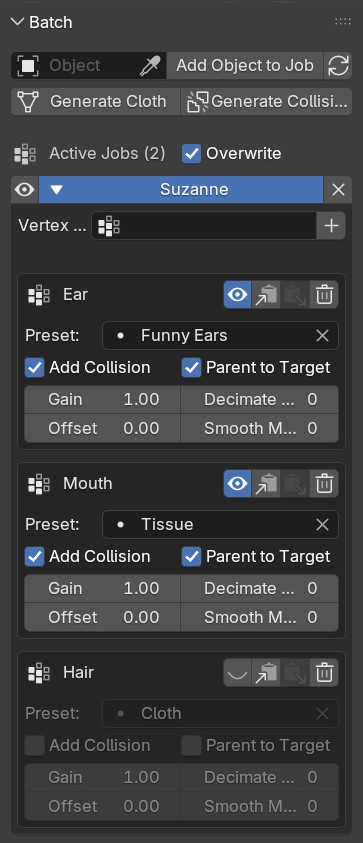 Batch
Object Add Object to Job
Generate Cloth Generate Collisi...
Active Jobs (2) Overwrite
Suzanne
Vertex ...
Ear
Preset: Funny Ears
Add Collision Parent to Target
Gain 1.00 Decimate ... 0
Offset 0.00 Smooth M... 0
Mouth
Preset: Tissue
Add Collision Parent to Target
Gain 1.00 Decimate ... 0
Offset 0.00 Smooth M... 0
Hair
Preset: Cloth
Add Collision Parent to Target
Gain 1.00 Decimate ... 0
Offset 0.00 Smooth M... 0